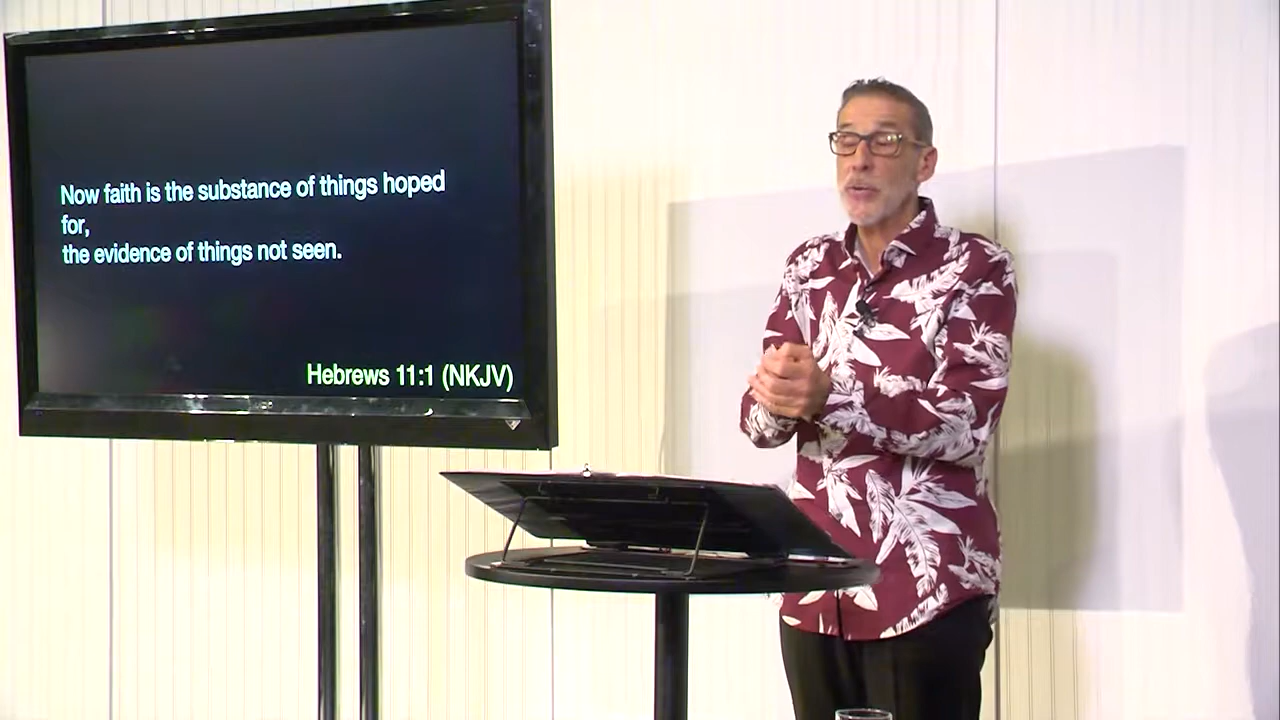 Now faith is the substance of things hoped
for,
the evidence of things not seen.
Hebrews 11:1 (NKJV)